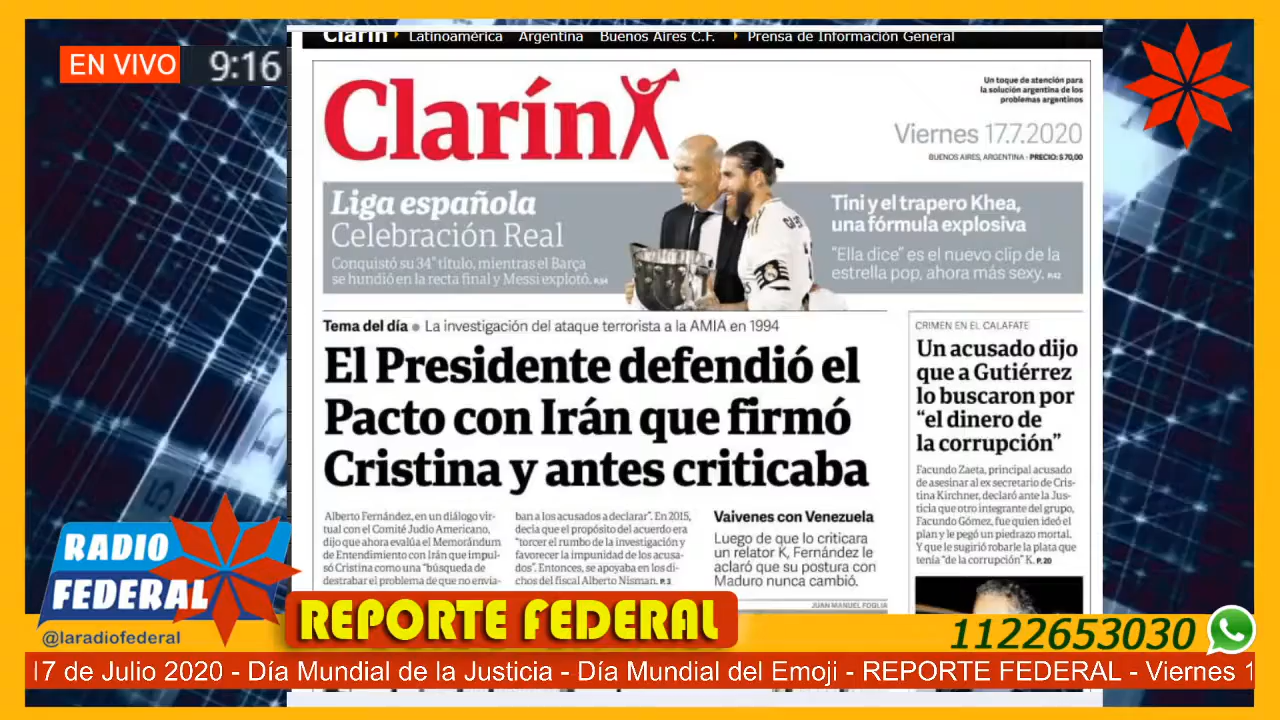 EN VIVO
9:16
Clarín Latinoamérica Argentina Buenos Aires C.F. Prensa de Información General
Clarín
Un toque de atención para
la solución argentina de los
problemas argentinos
Viernes 17.7.2020
BUENOS AIRES, ARGENTINA - PRECIO: $ 70,00
Liga española
Celebración Real
Conquistó su 34° título, mientras el Barça
se hundió en la recta final y Messi explotó. P.54
Tini y el trapero Khea,
una fórmula explosiva
“Ella dice” es el nuevo clip de la
estrella pop, ahora más sexy. P.42
Tema del día ● La investigación del ataque terrorista a la AMIA en 1994
El Presidente defendió el
Pacto con Irán que firmó
Cristina y antes criticaba
Alberto Fernández, en un diálogo vir-
tual con el Comité Judío Americano,
dijo que ahora evalúa el Memorándum
de Entendimiento con Irán que impul-
só Cristina como una “búsqueda de
destrabar el problema de que no envia-
ban a los acusados a declarar”. En 2015,
decía que el propósito del acuerdo era
“torcer el rumbo de la investigación y
favorecer la impunidad de los acusa-
dos”. Entonces, se apoyaba en los di-
chos del fiscal Alberto Nisman. P.3
Vaivenes con Venezuela
Luego de que lo criticara
un relator K, Fernández le
aclaró que su postura con
Maduro nunca cambió.
JUAN MANUEL FOGLIA
CRIMEN EN EL CALAFATE
Un acusado dijo
que a Gutiérrez
lo buscaron por
“el dinero de
la corrupción”
Facundo Zaeta, principal acusado
de asesinar al ex secretario de Cris-
tina Kirchner, declaró ante la Jus-
ticia que otro integrante del grupo,
Facundo Gómez, fue quien ideó el
plan y le pegó un piedrazo mortal.
Y que le sugirió robarle la plata que
tenía “de la corrupción” K. P.20
RADIO
FEDERAL
@laradiofederal
REPORTE FEDERAL
1122653030
17 de Julio 2020 - Día Mundial de la Justicia - Día Mundial del Emoji - REPORTE FEDERAL - Viernes 1